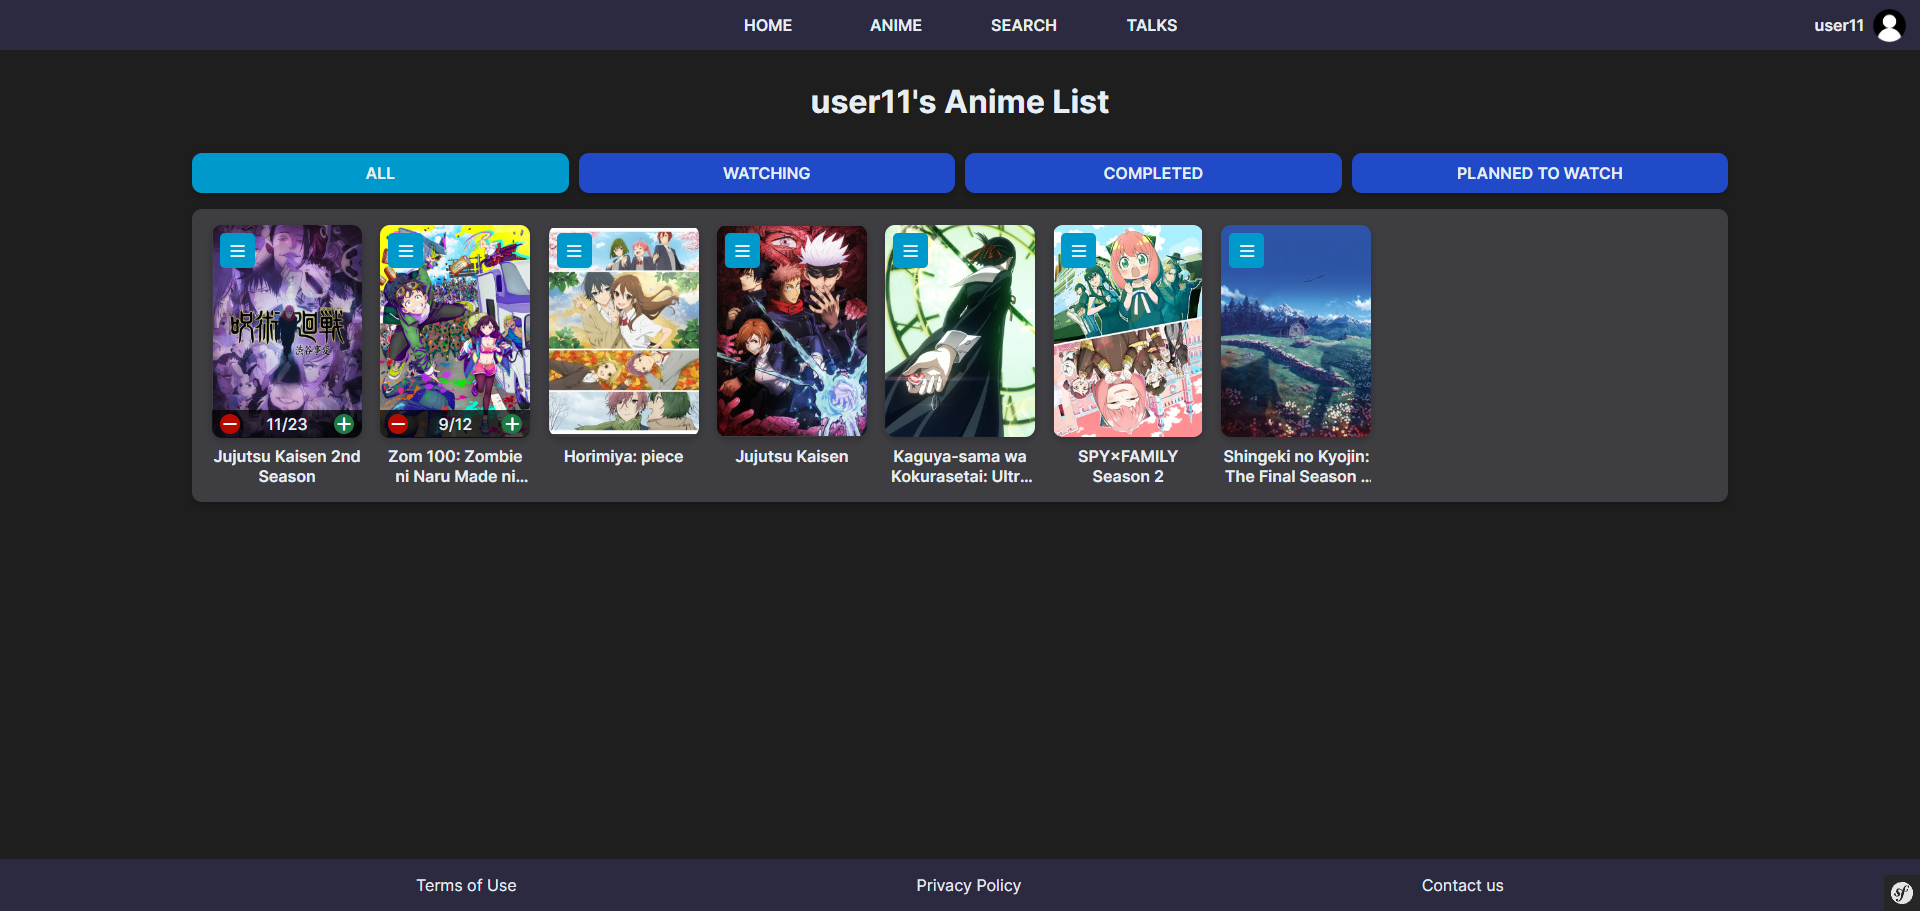 HOME ANIME SEARCH TALKS user11
user11's Anime List
ALL WATCHING COMPLETED PLANNED TO WATCH
呪術廻戦
渋谷事変
11/23
9/12
Jujutsu Kaisen 2nd
Season
Zom 100: Zombie
ni Naru Made ni...
Horimiya: piece
Jujutsu Kaisen
Kaguya-sama wa
Kokurasetai: Ultr...
SPY×FAMILY
Season 2
Shingeki no Kyojin:
The Final Season ...
Terms of Use Privacy Policy Contact us
sf